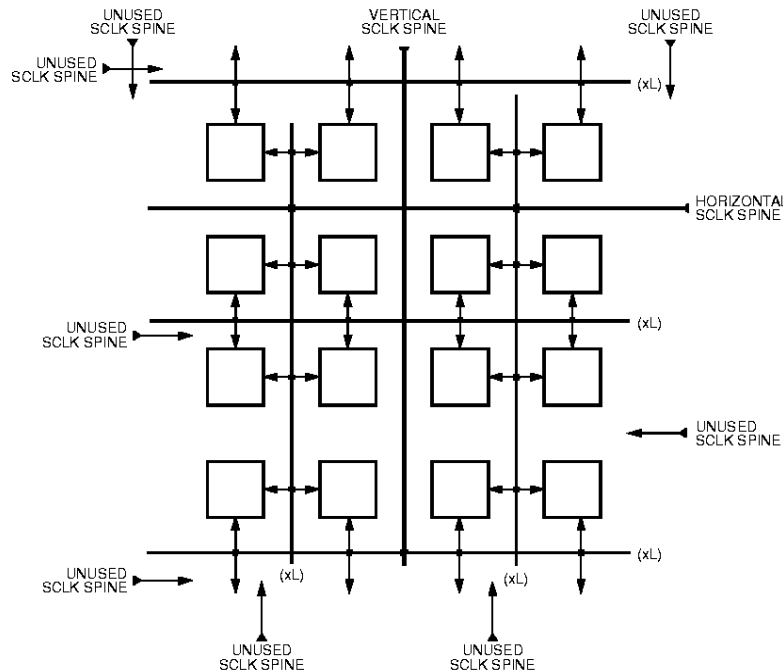 UNUSED
SCLK SPINE
VERTICAL
SCLK SPINE
UNUSED
SCLK SPINE
UNUSED
SCLK SPINE
(xL)
HORIZONTAL
SCLK SPINE
UNUSED
SCLK SPINE
(xL)
UNUSED
SCLK SPINE
UNUSED
SCLK SPINE
(xL)
(xL)
(xL)
UNUSED
SCLK SPINE
UNUSED
SCLK SPINE